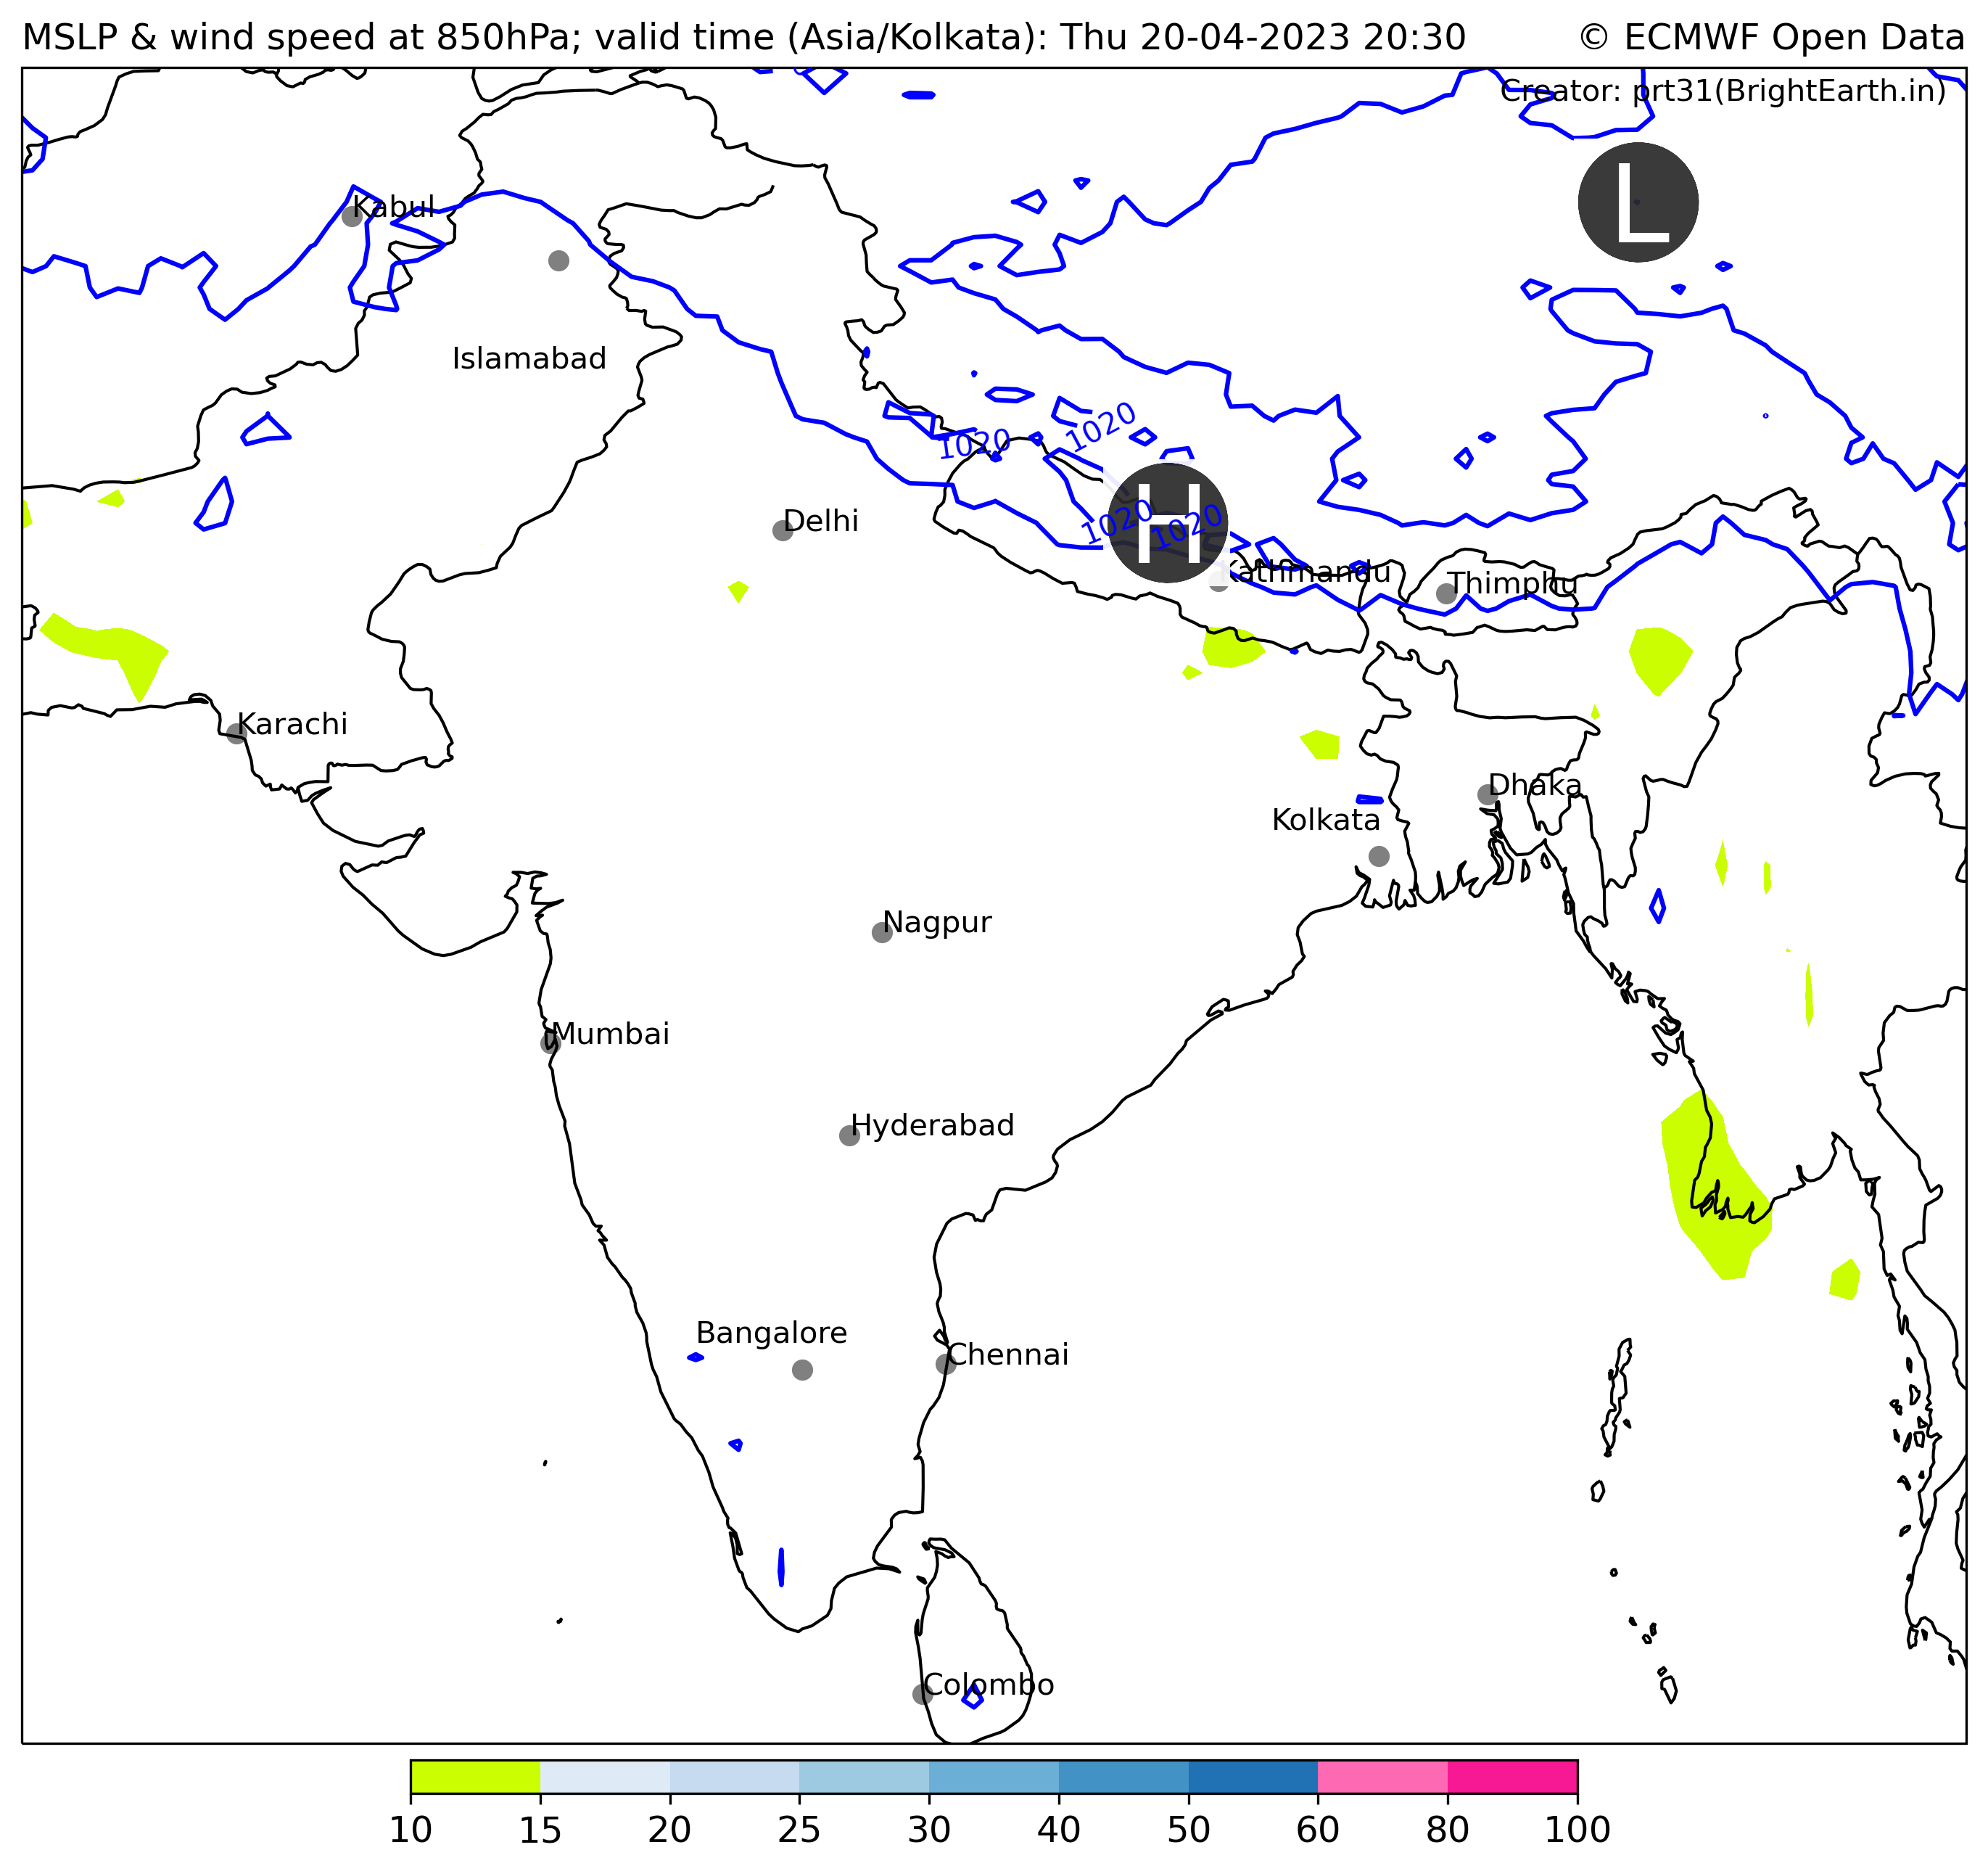 MSLP & wind speed at 850hPa; valid time (Asia/Kolkata): Thu 20-04-2023 20:30 © ECMWF Open Data
Creator: prt31(BrightEarth.in)
L
Kabul
Islamabad
1020
1020
H
1020
1020
Delhi
Kathmandu
Thimphu
Karachi
Dhaka
Kolkata
Nagpur
Mumbai
Hyderabad
Bangalore
Chennai
Colombo
10 15 20 25 30 40 50 60 80 100